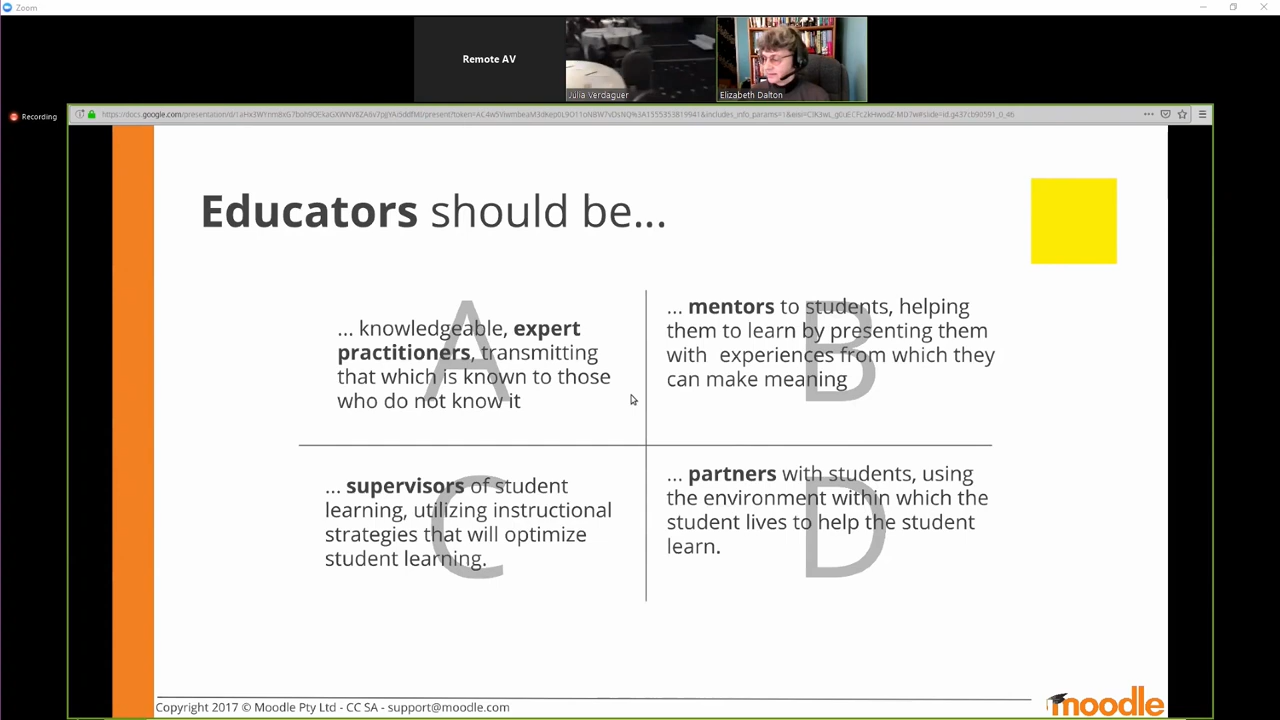 Zoom
Remote AV
Julia Verdaguer
Elizabeth Dalton
Recording
Educators should be...
A
... knowledgeable, expert
practitioners, transmitting
that which is known to those
who do not know it
B
... mentors to students, helping
them to learn by presenting them
with experiences from which they
can make meaning
C
... supervisors of student
learning, utilizing instructional
strategies that will optimize
student learning.
D
... partners with students, using
the environment within which the
student lives to help the student
learn.
Copyright 2017 © Moodle Pty Ltd - CC SA - support@moodle.com
moodle